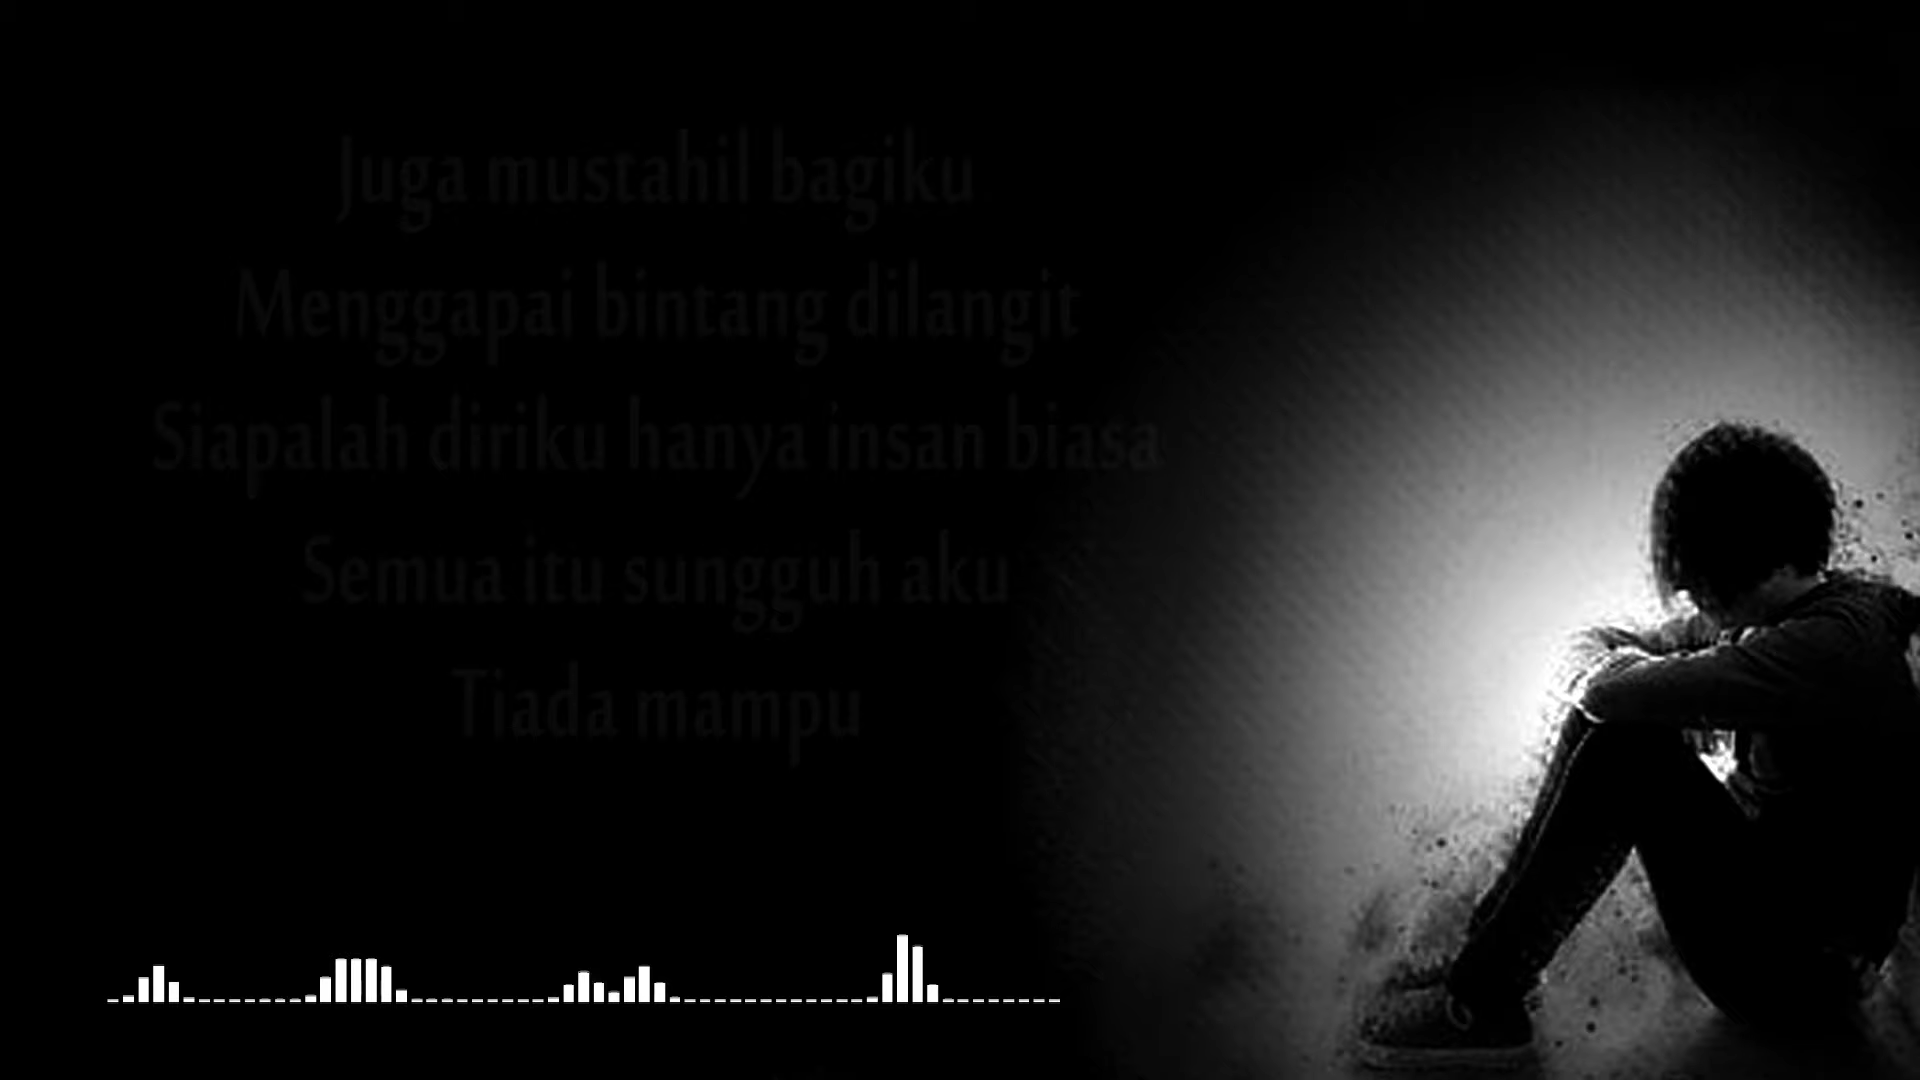 Juga mustahil bagiku
Menggapai bintang dilangit
Siapalah diriku hanya insan biasa
Semua itu sungguh aku
Tiada mampu